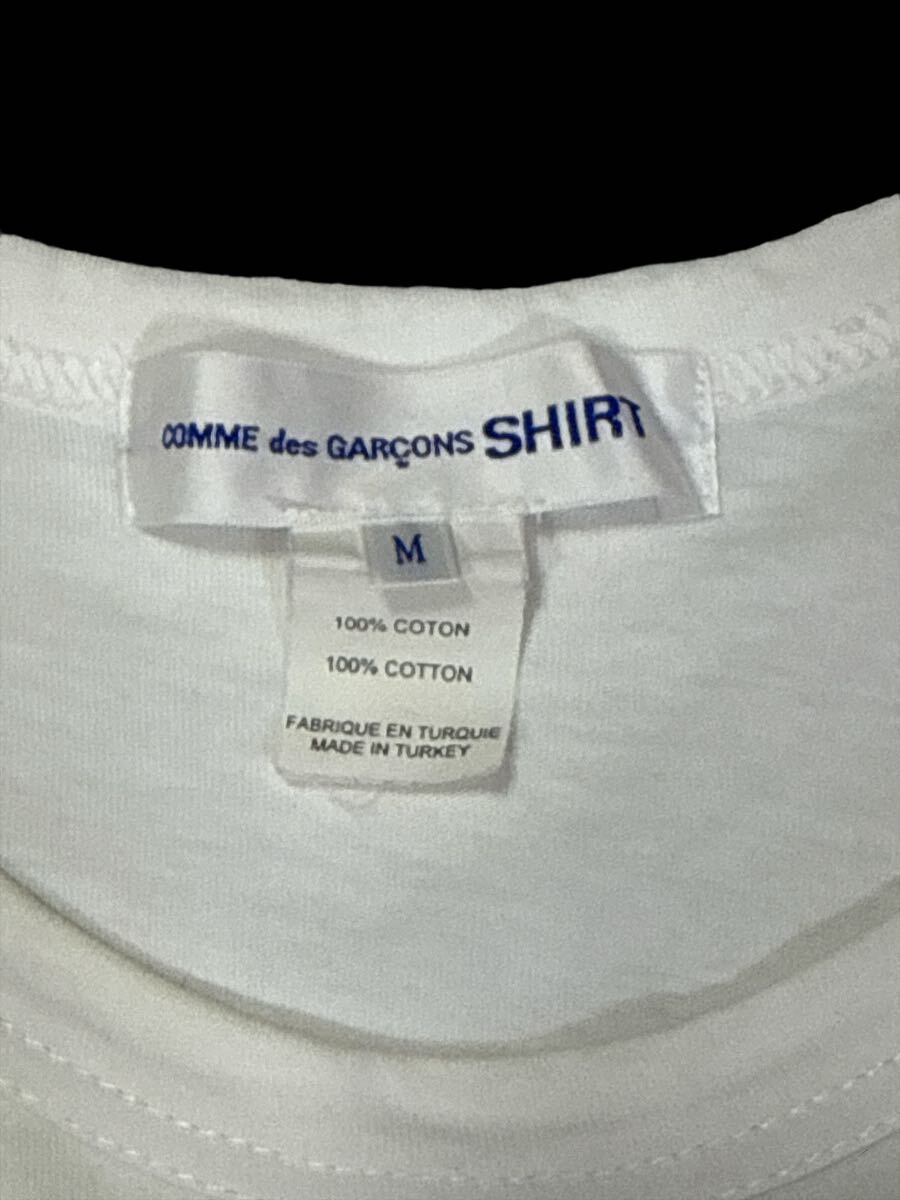 COMME des GARÇONS SHIRT
M
100% COTON
100% COTTON
FABRIQUE EN TURQUIE
MADE IN TURKEY